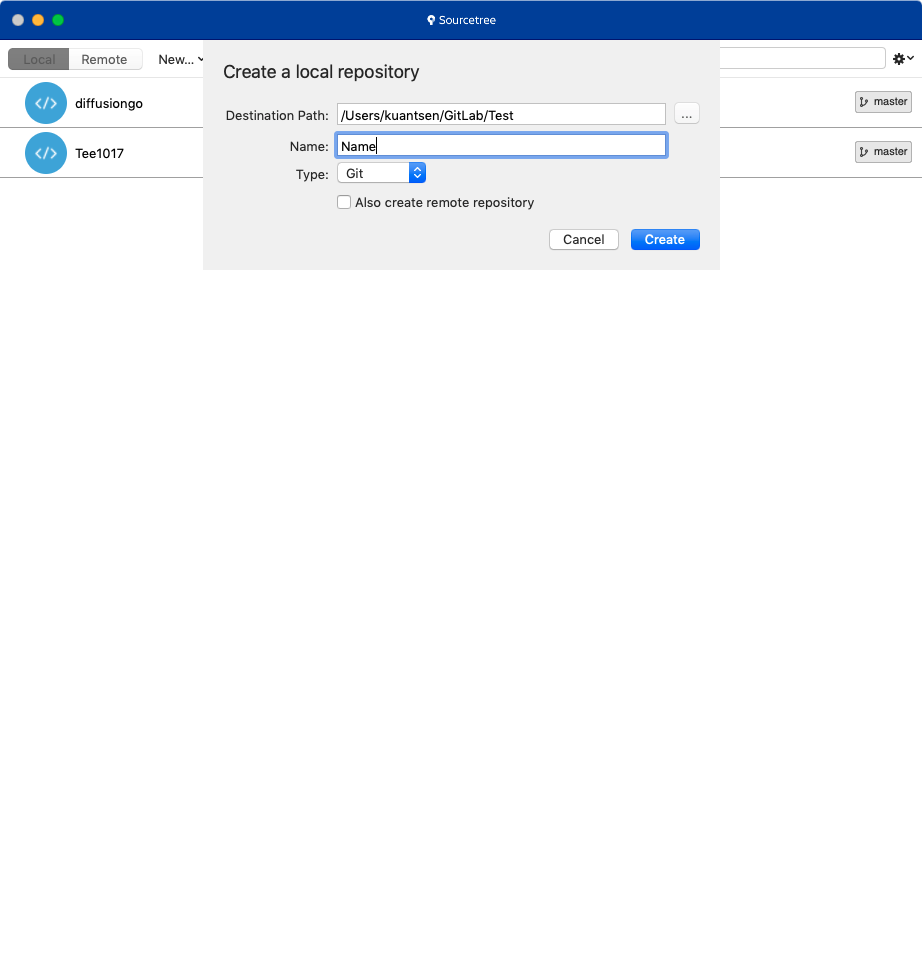 Sourcetree
Local Remote New...
Create a local repository
Destination Path: /Users/kuantsen/GitLab/Test ...
Name: Name
Type: Git
Also create remote repository
Cancel Create
</> diffusiongo master
</> Tee1017 master